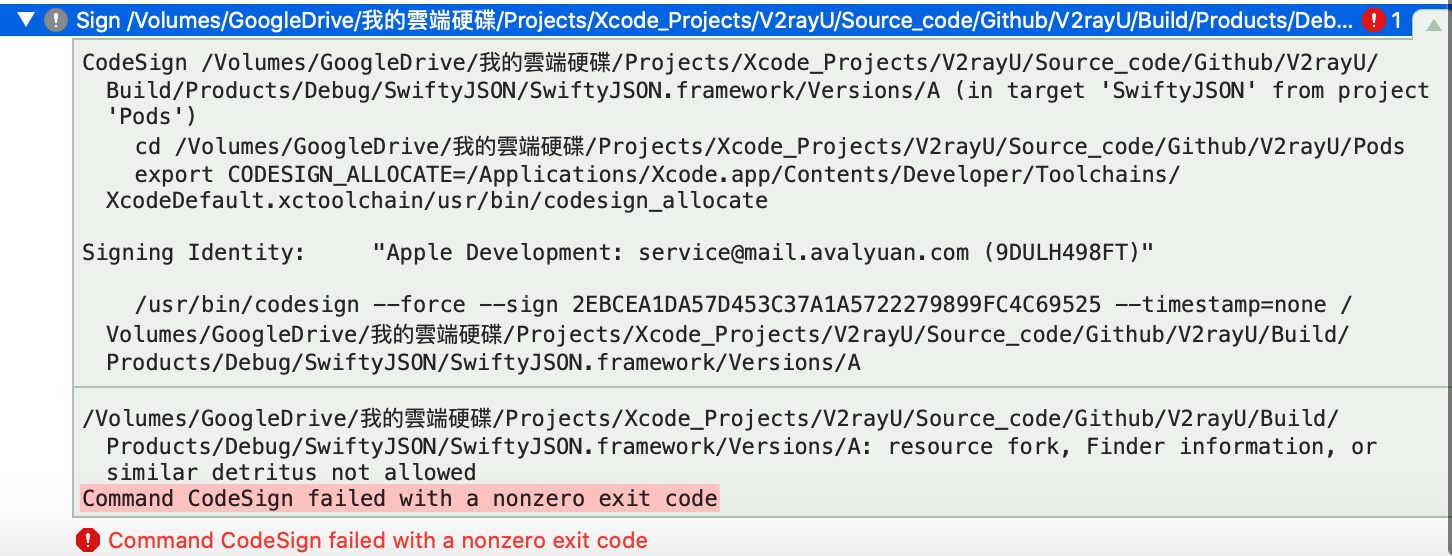 Sign /Volumes/GoogleDrive/我的雲端硬碟/Projects/Xcode_Projects/V2rayU/Source_code/Github/V2rayU/Build/Products/Deb... 1
CodeSign /Volumes/GoogleDrive/我的雲端硬碟/Projects/Xcode_Projects/V2rayU/Source_code/Github/V2rayU/
Build/Products/Debug/SwiftyJSON/SwiftyJSON.framework/Versions/A (in target 'SwiftyJSON' from project
'Pods')
cd /Volumes/GoogleDrive/我的雲端硬碟/Projects/Xcode_Projects/V2rayU/Source_code/Github/V2rayU/Pods
export CODESIGN_ALLOCATE=/Applications/Xcode.app/Contents/Developer/Toolchains/
XcodeDefault.xctoolchain/usr/bin/codesign_allocate
Signing Identity: "Apple Development: service@mail.avalyuan.com (9DULH498FT)"
/usr/bin/codesign --force --sign 2EBCEA1DA57D453C37A1A5722279899FC4C69525 --timestamp=none /
Volumes/GoogleDrive/我的雲端硬碟/Projects/Xcode_Projects/V2rayU/Source_code/Github/V2rayU/Build/
Products/Debug/SwiftyJSON/SwiftyJSON.framework/Versions/A
/Volumes/GoogleDrive/我的雲端硬碟/Projects/Xcode_Projects/V2rayU/Source_code/Github/V2rayU/Build/
Products/Debug/SwiftyJSON/SwiftyJSON.framework/Versions/A: resource fork, Finder information, or
similar detritus not allowed
Command CodeSign failed with a nonzero exit code
Command CodeSign failed with a nonzero exit code